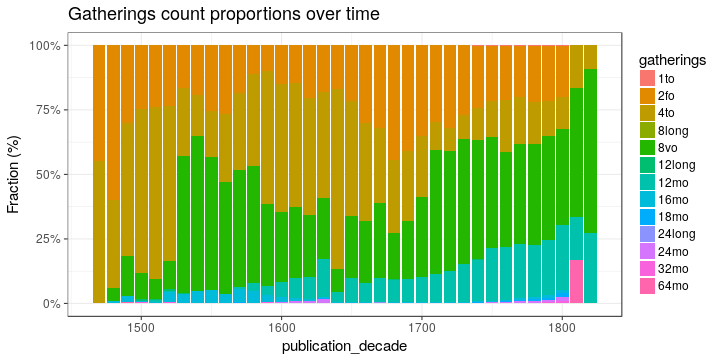 Gatherings count proportions over time
100%
75%
50%
25%
0%
Fraction (%)
1500
1600
1700
1800
publication_decade
gatherings
1to
2fo
4to
8long
8vo
12long
12mo
16mo
18mo
24long
24mo
32mo
64mo